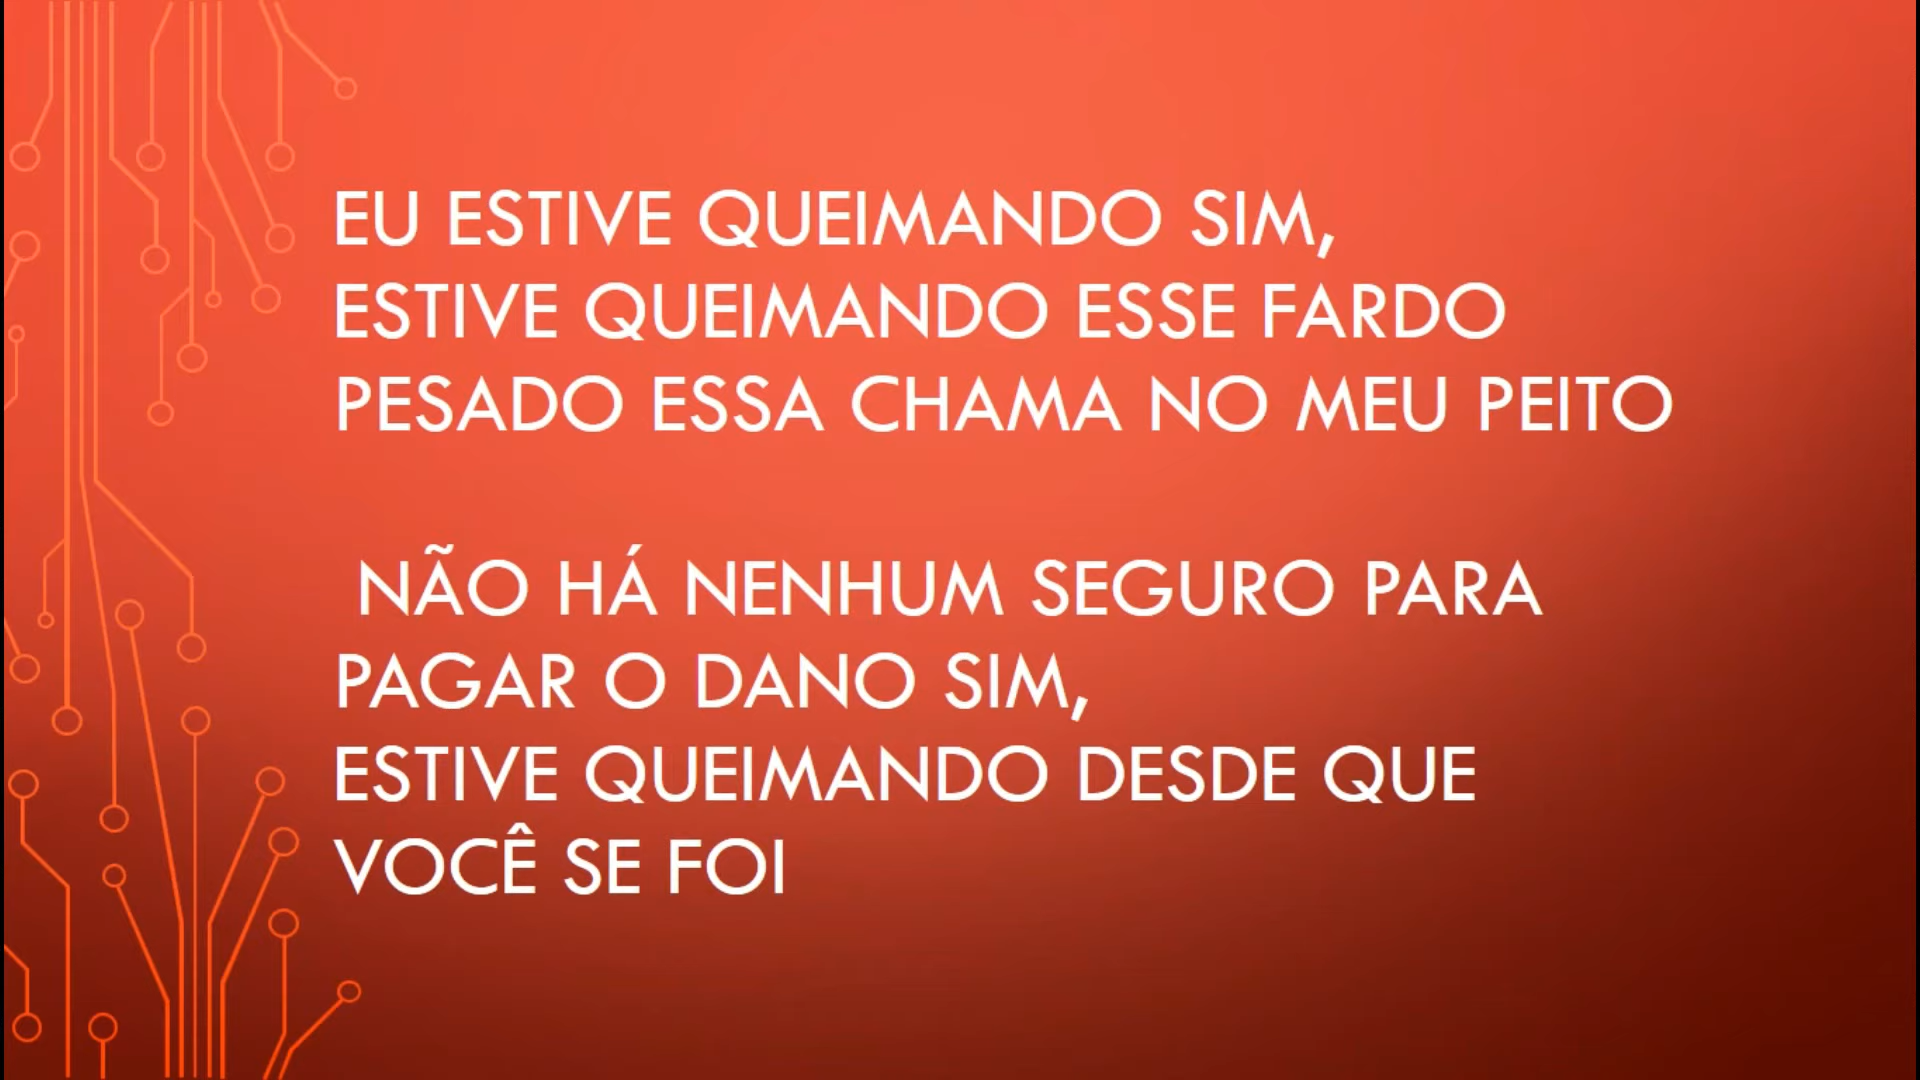 EU ESTIVE QUEIMANDO SIM,
ESTIVE QUEIMANDO ESSE FARDO
PESADO ESSA CHAMA NO MEU PEITO
NÃO HÁ NENHUM SEGURO PARA
PAGAR O DANO SIM,
ESTIVE QUEIMANDO DESDE QUE
VOCÊ SE FOI